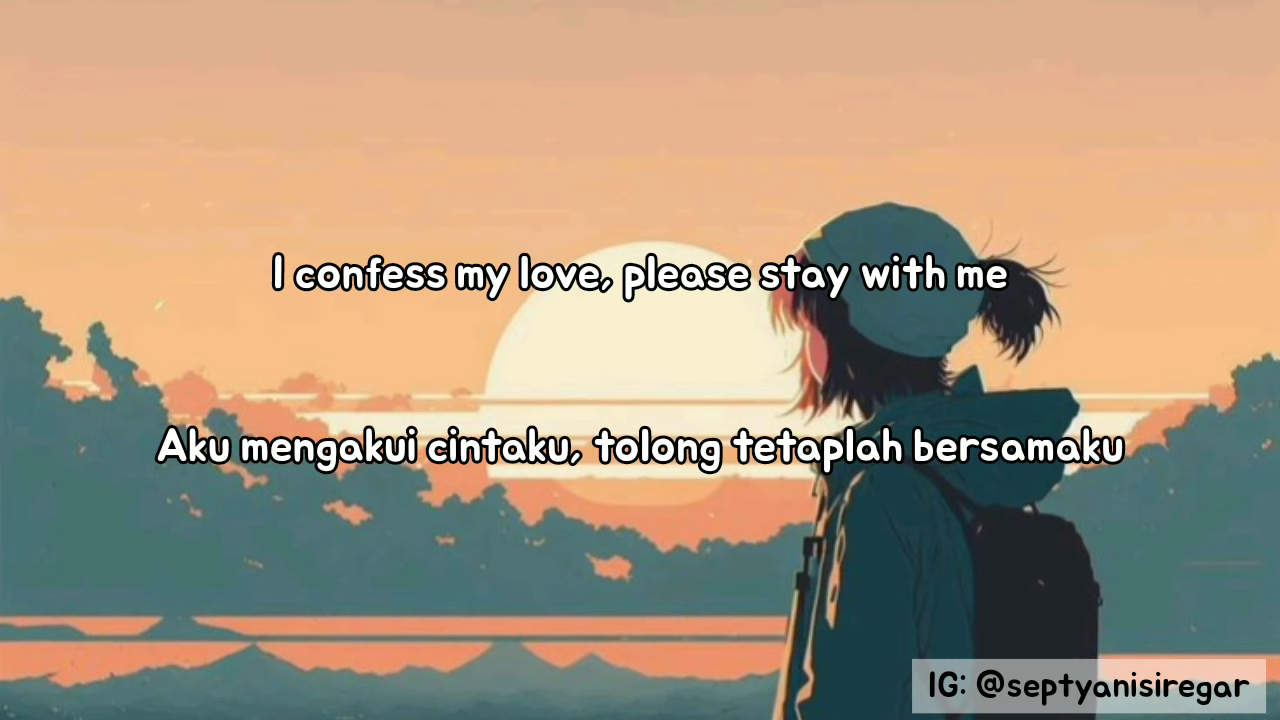 I confess my love, please stay with me
Aku mengakui cintaku, tolong tetaplah bersamaku
IG: @septyanisiregar